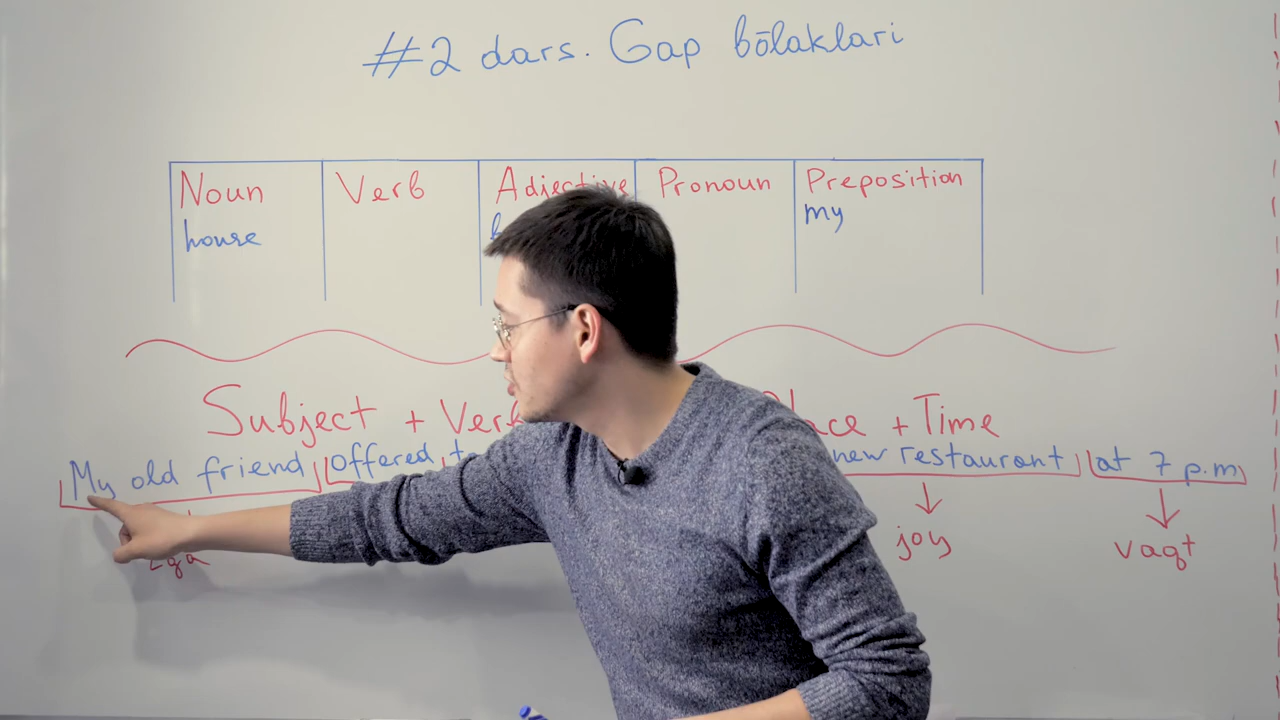 #2 dars. Gap bōlaklari
Noun Verb Adjective Pronoun Preposition
house my
Subject + Verb + Time
My old friend offered new restaurant at 7 p.m
Ega joy vaqt